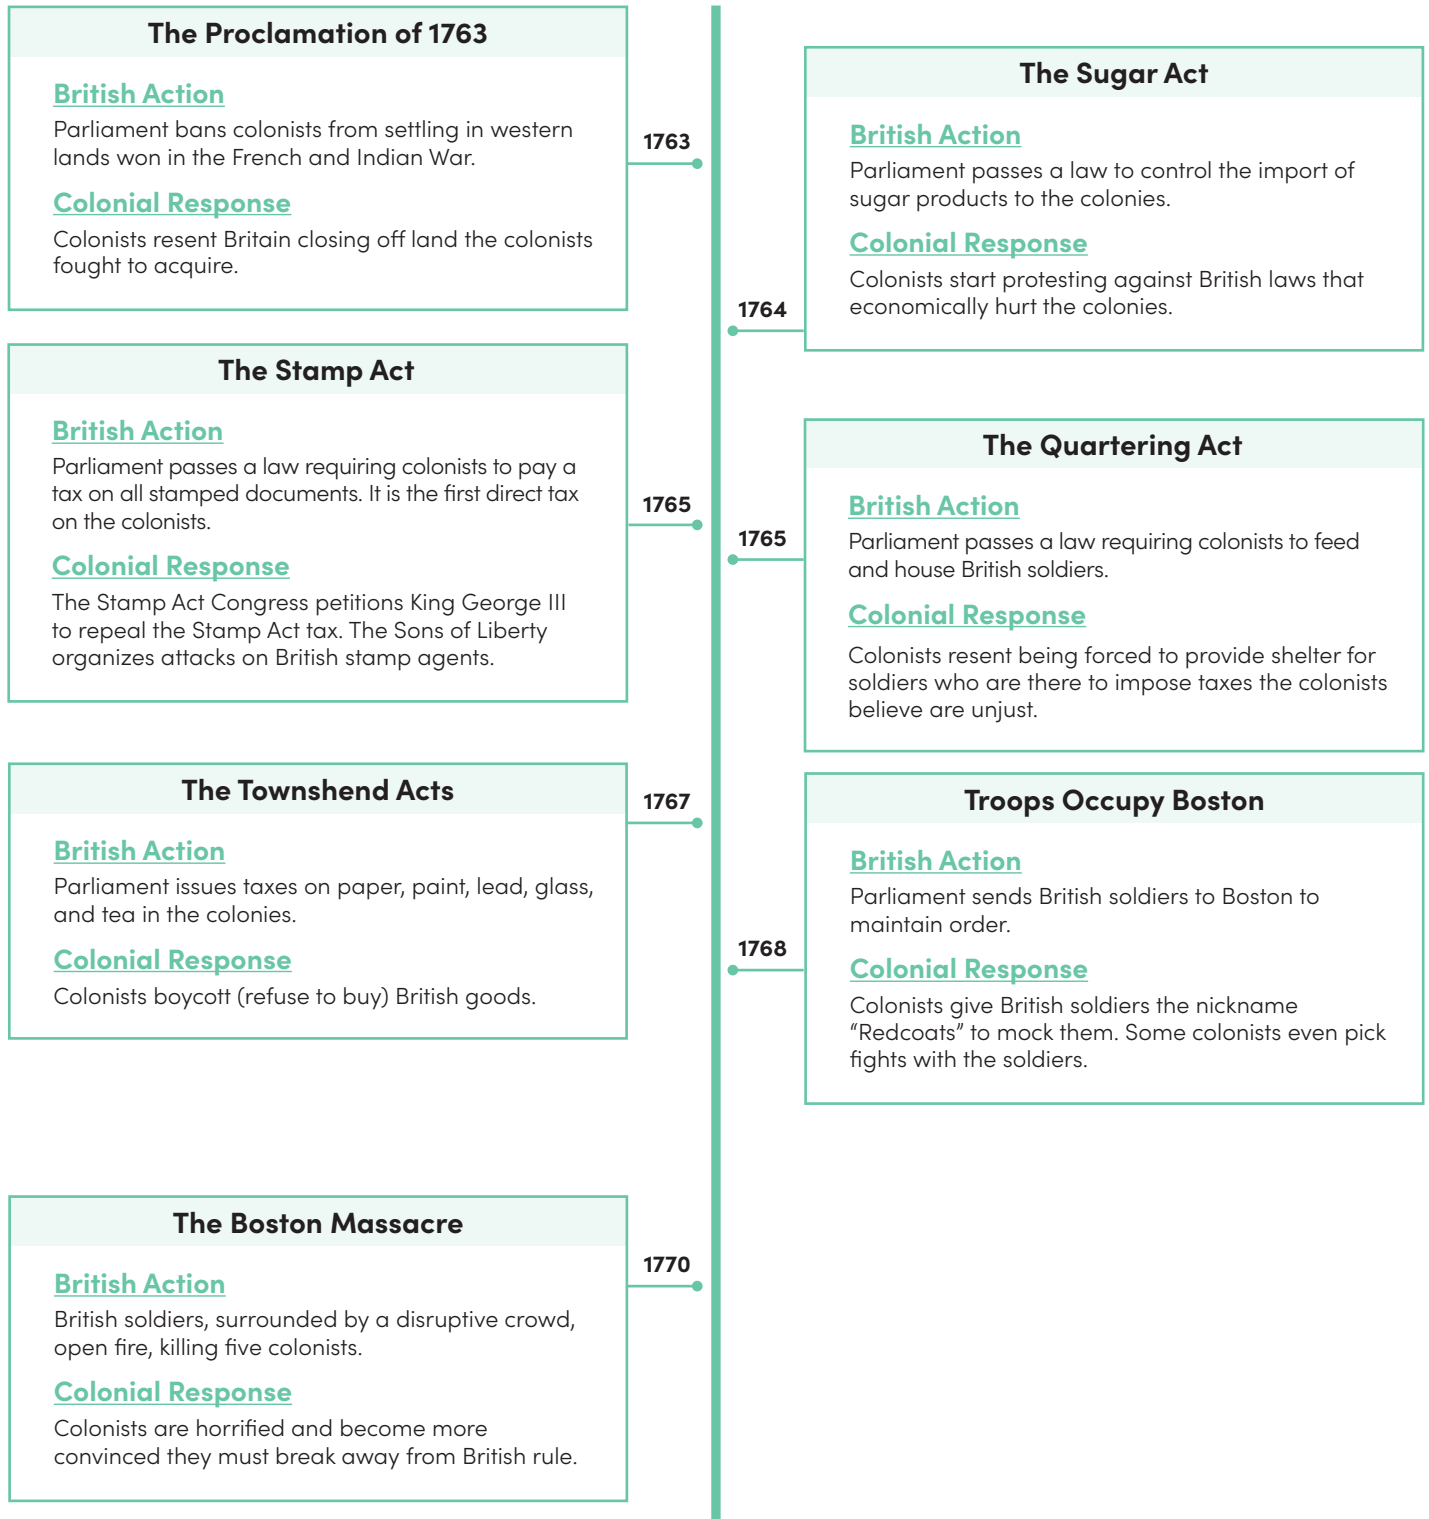 The Proclamation of 1763
British Action
Parliament bans colonists from settling in western
lands won in the French and Indian War.
Colonial Response
Colonists resent Britain closing off land the colonists
fought to acquire.
1763
The Sugar Act
British Action
Parliament passes a law to control the import of
sugar products to the colonies.
Colonial Response
Colonists start protesting against British laws that
economically hurt the colonies.
1764
The Stamp Act
British Action
Parliament passes a law requiring colonists to pay a
tax on all stamped documents. It is the first direct tax
on the colonists.
Colonial Response
The Stamp Act Congress petitions King George III
to repeal the Stamp Act tax. The Sons of Liberty
organizes attacks on British stamp agents.
1765
The Quartering Act
British Action
Parliament passes a law requiring colonists to feed
and house British soldiers.
Colonial Response
Colonists resent being forced to provide shelter for
soldiers who are there to impose taxes the colonists
believe are unjust.
1765
The Townshend Acts
British Action
Parliament issues taxes on paper, paint, lead, glass,
and tea in the colonies.
Colonial Response
Colonists boycott (refuse to buy) British goods.
1767
Troops Occupy Boston
British Action
Parliament sends British soldiers to Boston to
maintain order.
Colonial Response
Colonists give British soldiers the nickname
“Redcoats” to mock them. Some colonists even pick
fights with the soldiers.
1768
The Boston Massacre
British Action
British soldiers, surrounded by a disruptive crowd,
open fire, killing five colonists.
Colonial Response
Colonists are horrified and become more
convinced they must break away from British rule.
1770